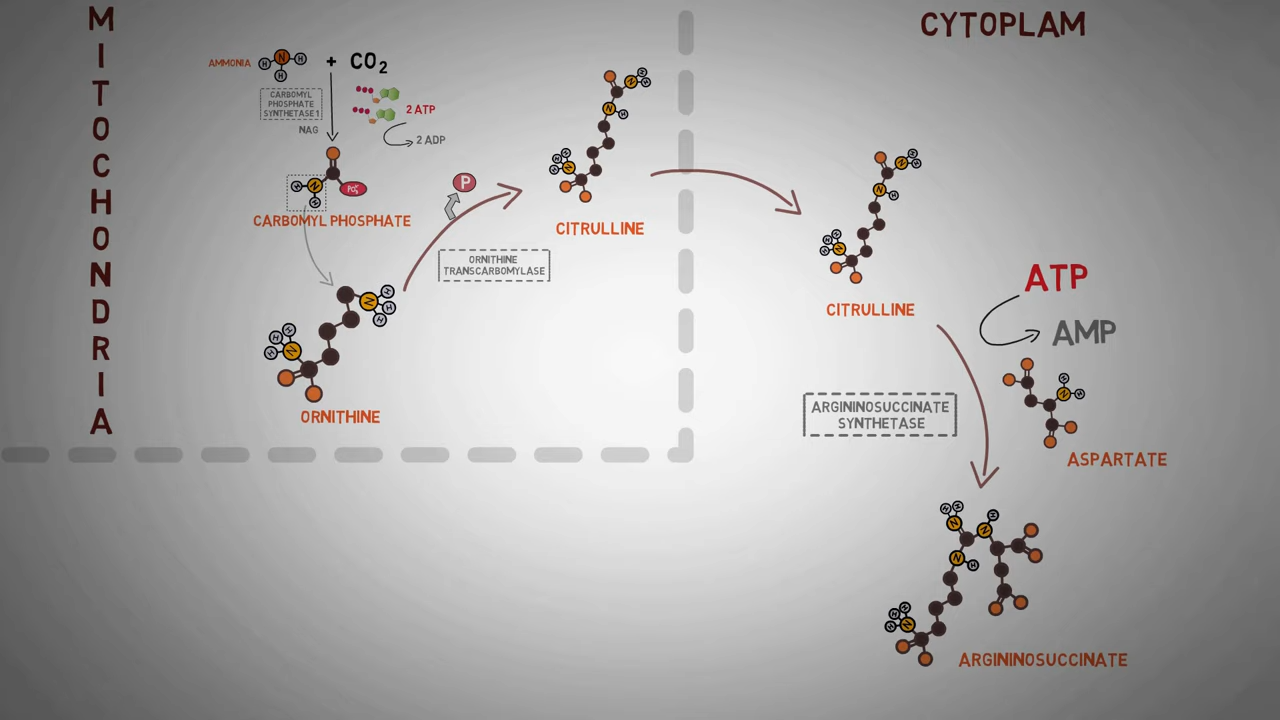 MITOCHONDRIA
CYTOPLAM
AMMONIA
H N H
H
+ CO2
CARBOMYL
PHOSPHATE
SYNTHETASE 1
NAG
2 ATP
2 ADP
H N
H
CARBOMYL PHOSPHATE
P
ORNITHINE
TRANSCARBOMYLASE
N H H
N H
H H N
CITRULLINE
N H H H
H H H N
ORNITHINE
N H H
N H
H H N
CITRULLINE
ATP
AMP
ARGININOSUCCINATE
SYNTHETASE
H
N H
ASPARTATE
H H
N
H
N
N H
H H H N
ARGININOSUCCINATE